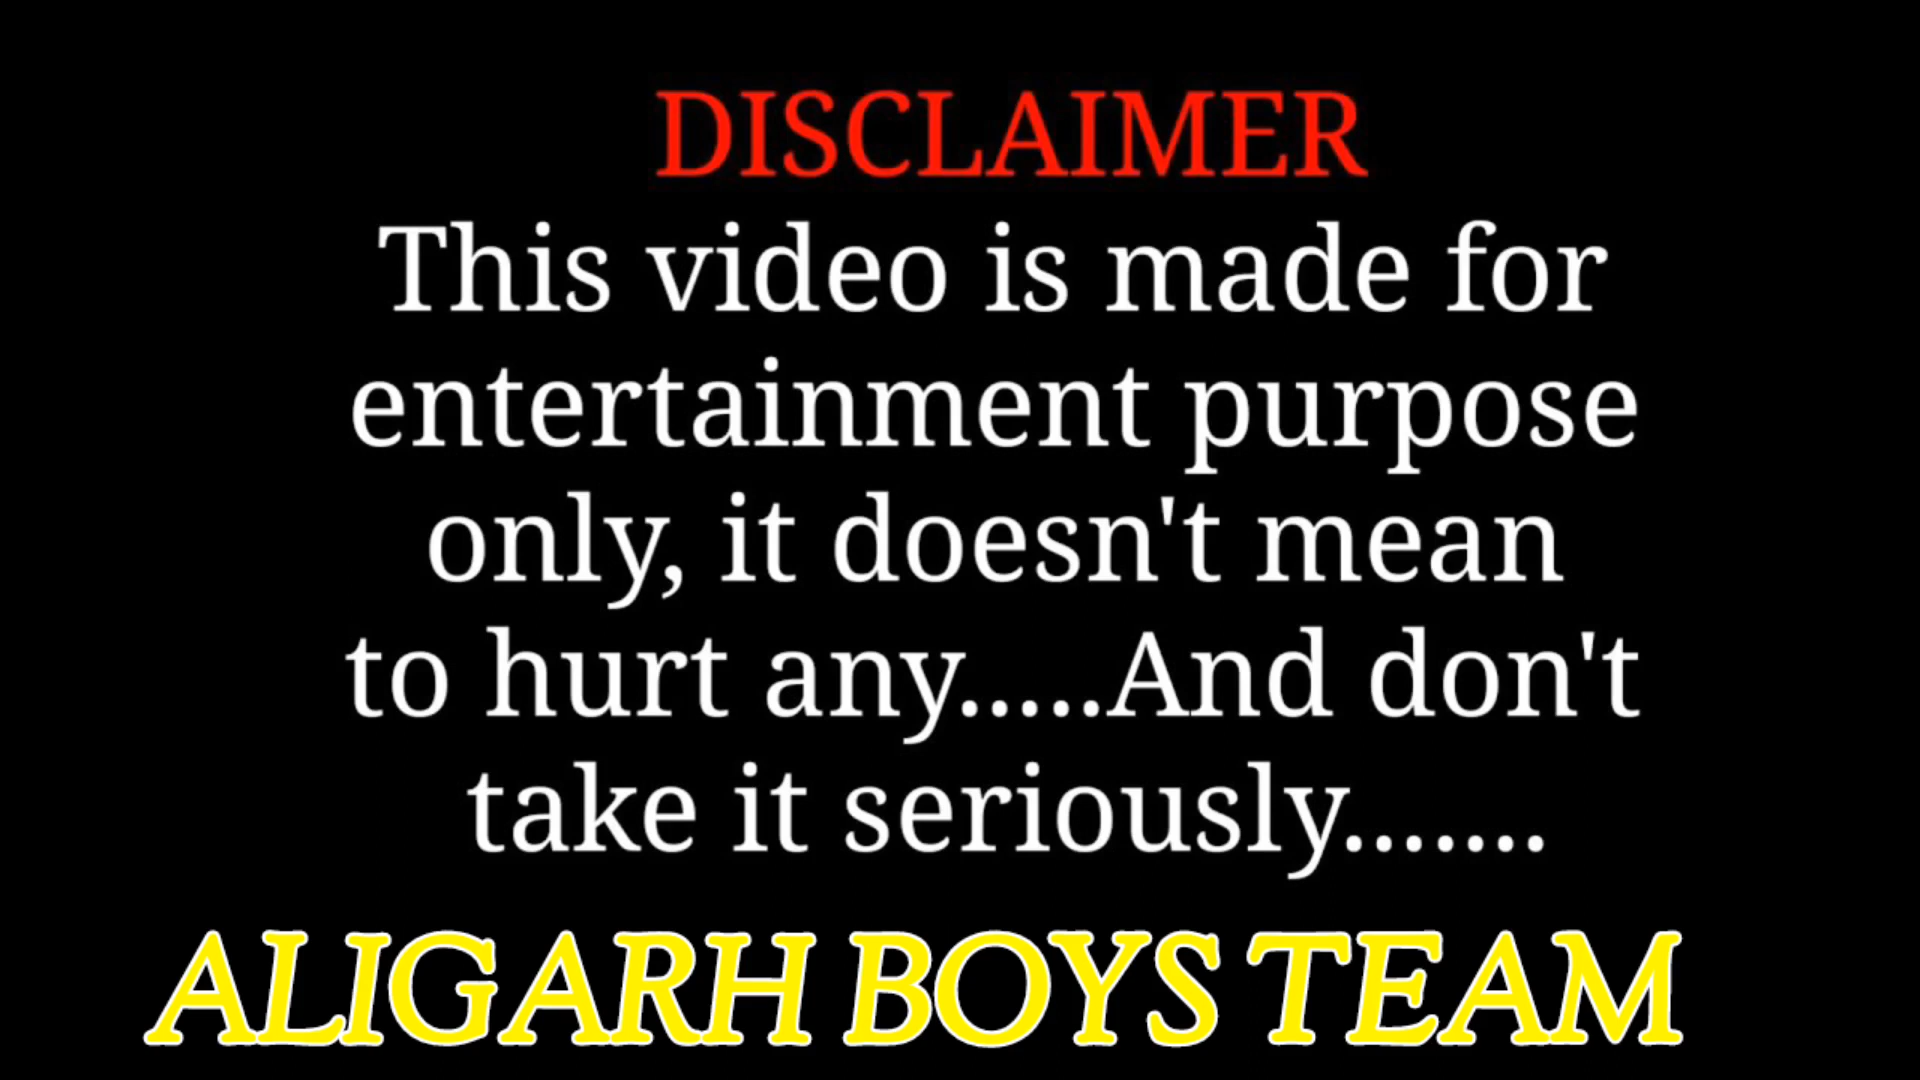 DISCLAIMER
This video is made for
entertainment purpose
only, it doesn't mean
to hurt any.....And don't
take it seriously.......
ALIGARH BOYS TEAM